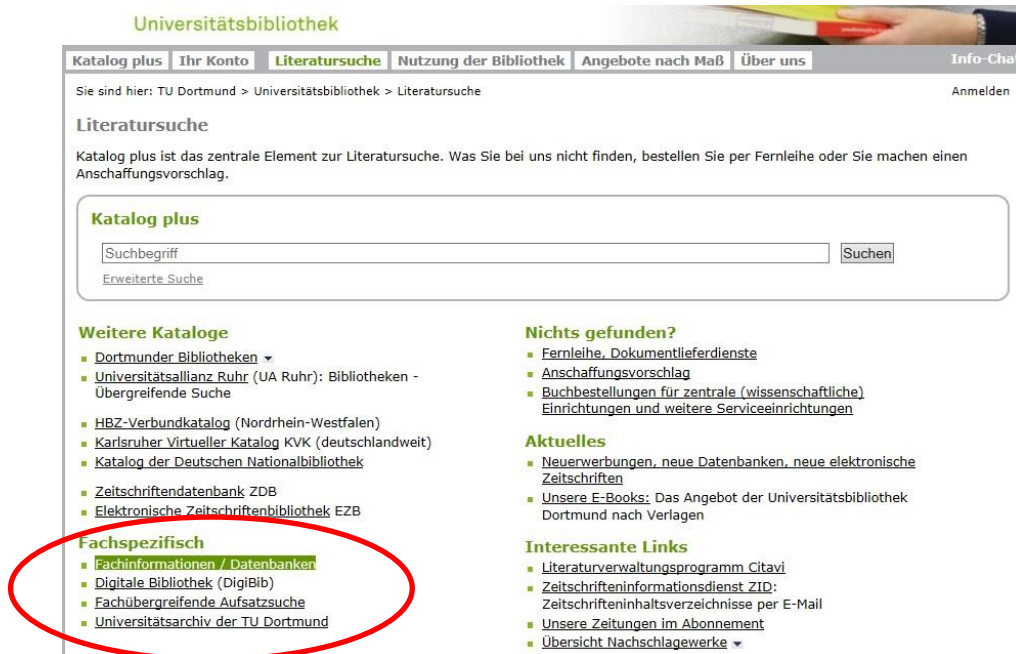 Universitätsbibliothek
Katalog plus Ihr Konto Literatursuche Nutzung der Bibliothek Angebote nach Maß Über uns Info-Chat
Sie sind hier: TU Dortmund > Universitätsbibliothek > Literatursuche Anmelden
Literatursuche
Katalog plus ist das zentrale Element zur Literatursuche. Was Sie bei uns nicht finden, bestellen Sie per Fernleihe oder Sie machen einen
Anschaffungsvorschlag.
Katalog plus
Suchbegriff Suchen
Erweiterte Suche
Weitere Kataloge
Dortmunder Bibliotheken
Universitätsallianz Ruhr (UA Ruhr): Bibliotheken -
Übergreifende Suche
HBZ-Verbundkatalog (Nordrhein-Westfalen)
Karlsruher Virtueller Katalog KVK (deutschlandweit)
Katalog der Deutschen Nationalbibliothek
Zeitschriftendatenbank ZDB
Elektronische Zeitschriftenbibliothek EZB
Fachspezifisch
Fachinformationen / Datenbanken
Digitale Bibliothek (DigiBib)
Fachübergreifende Aufsatzsuche
Universitätsarchiv der TU Dortmund
Nichts gefunden?
Fernleihe, Dokumentlieferdienste
Anschaffungsvorschlag
Buchbestellungen für zentrale (wissenschaftliche)
Einrichtungen und weitere Serviceeinrichtungen
Aktuelles
Neuerwerbungen, neue Datenbanken, neue elektronische
Zeitschriften
Unsere E-Books: Das Angebot der Universitätsbibliothek
Dortmund nach Verlagen
Interessante Links
Literaturverwaltungsprogramm Citavi
Zeitschrifteninformationsdienst ZID:
Zeitschrifteninhaltsverzeichnisse per E-Mail
Unsere Zeitungen im Abonnement
Übersicht Nachschlagewerke